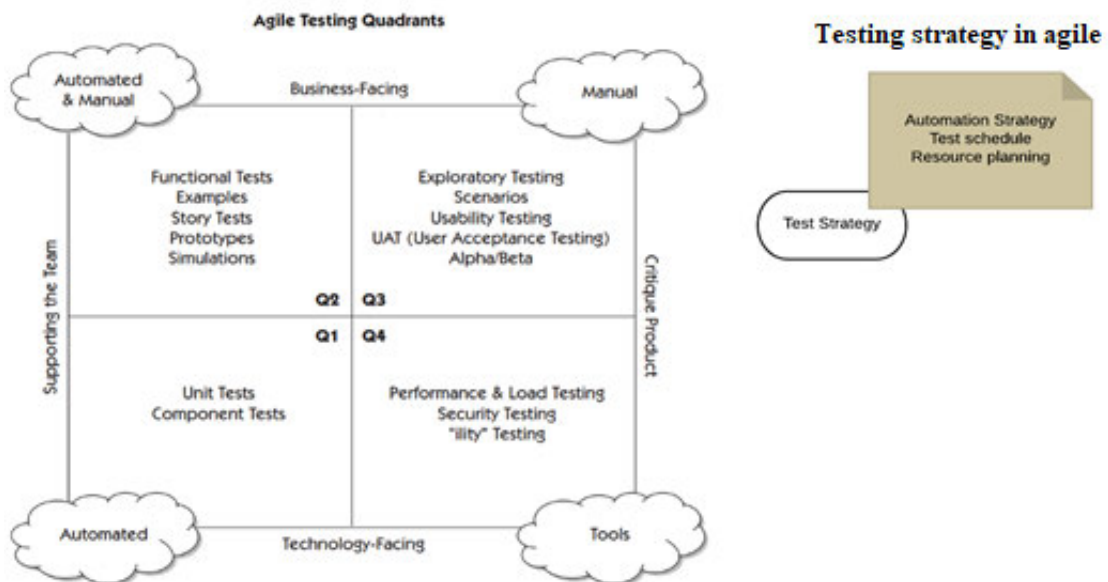 Agile Testing Quadrants
Testing strategy in agile
Automated
& Manual
Business-Facing
Manual
Automation Strategy
Test schedule
Resource planning
Test Strategy
Supporting the Team
Functional Tests
Examples
Story Tests
Prototypes
Simulations
Exploratory Testing
Scenarios
Usability Testing
UAT (User Acceptance Testing)
Alpha/Beta
Critique Product
Q2
Q3
Q1
Q4
Unit Tests
Component Tests
Performance & Load Testing
Security Testing
"ility" Testing
Automated
Technology-Facing
Tools